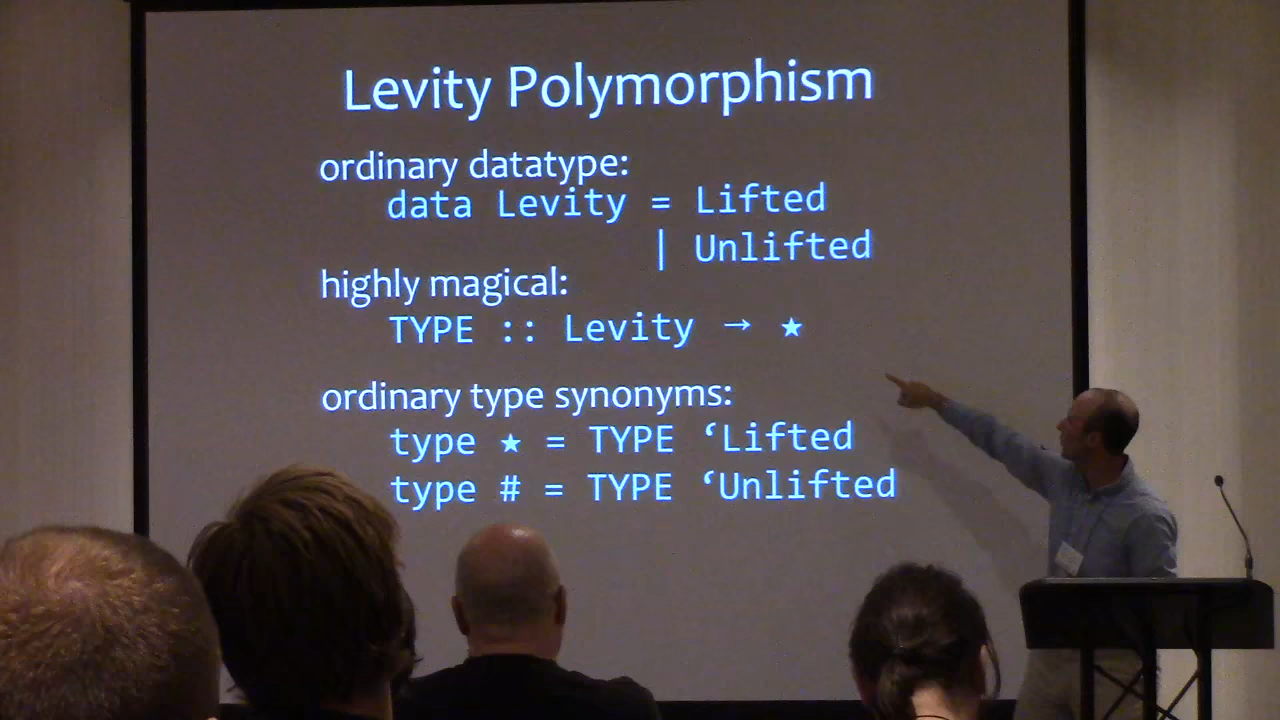 Levity Polymorphism
ordinary datatype:
data Levity = Lifted
| Unlifted
highly magical:
TYPE :: Levity → ★
ordinary type synonyms:
type ★ = TYPE ‘Lifted
type # = TYPE ‘Unlifted